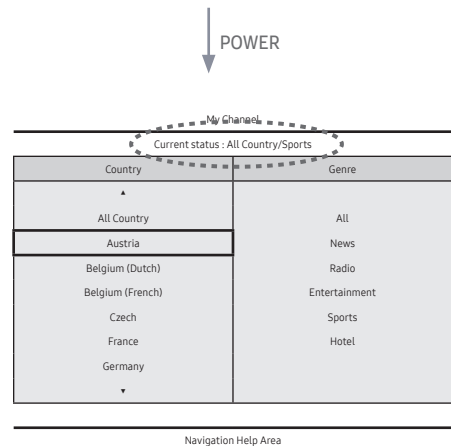 POWER
My Channel
Current status : All Country/Sports
Country Genre
▲
All Country All
Austria News
Belgium (Dutch) Radio
Belgium (French) Entertainment
Czech Sports
France Hotel
Germany
▼
Navigation Help Area